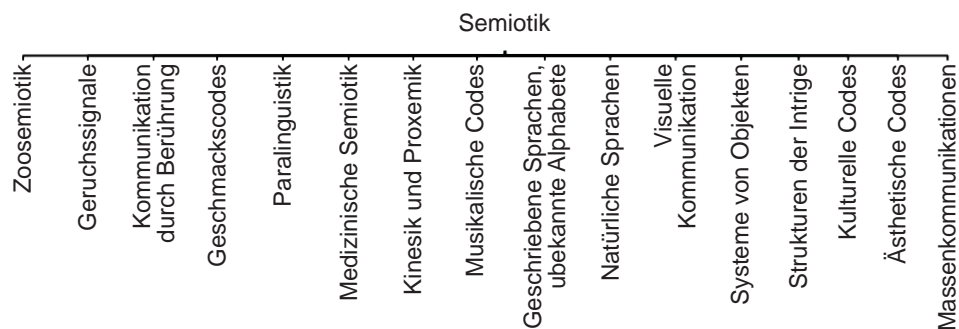 Semiotik
Zoosemiotik
Geruchssignale
Kommunikation
durch Berührung
Geschmackscodes
Paralinguistik
Medizinische Semiotik
Kinesik und Proxemik
Musikalische Codes
Geschriebene Sprachen,
ubekannte Alphabete
Natürliche Sprachen
Visuelle
Kommunikation
Systeme von Objekten
Strukturen der Intrige
Kulturelle Codes
Ästhetische Codes
Massenkommunikationen